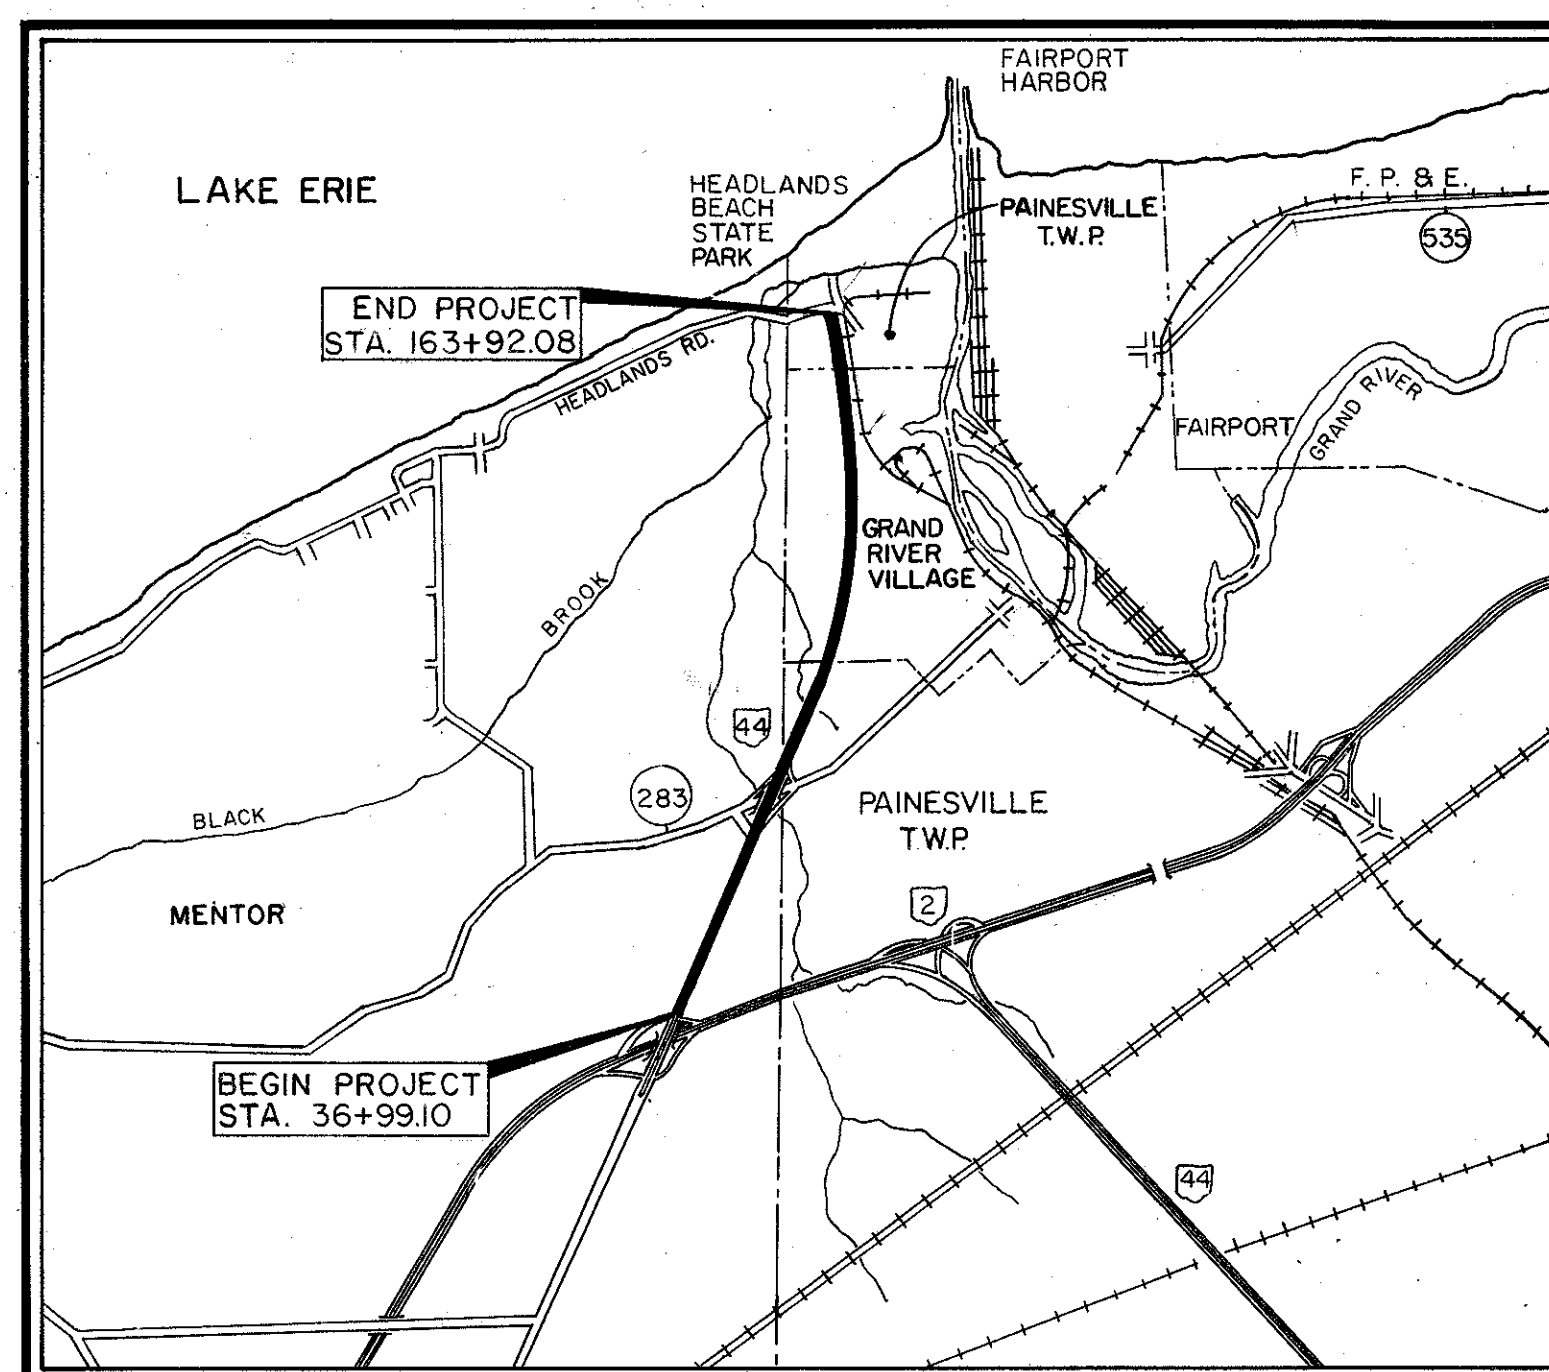 FAIRPORT
HARBOR
LAKE ERIE
HEADLANDS
BEACH
STATE
PARK
PAINESVILLE
T.W.P.
F. P. & E.
535
END PROJECT
STA. 163+92.08
HEADLANDS RD.
FAIRPORT
GRAND RIVER
GRAND
RIVER
VILLAGE
BROOK
44
283
BLACK
PAINESVILLE
T.W.P.
MENTOR
2
BEGIN PROJECT
STA. 36+99.10
44